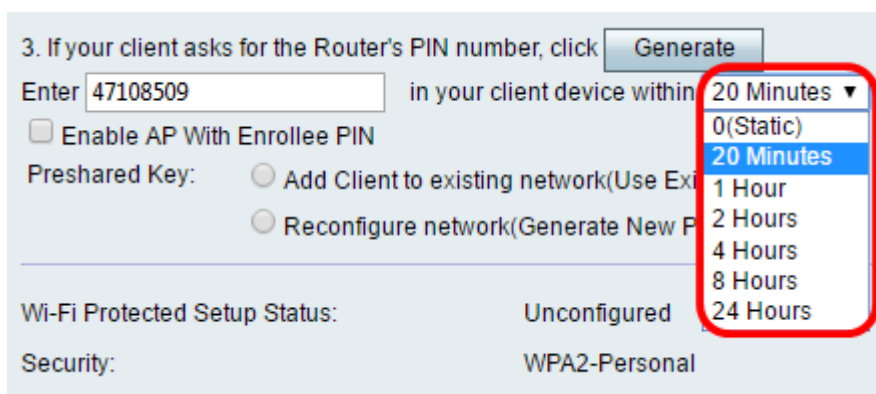 3. If your client asks for the Router's PIN number, click Generate
Enter 47108509 in your client device within 20 Minutes ▼
0(Static)
Enable AP With Enrollee PIN
20 Minutes
Preshared Key: Add Client to existing network(Use Exi
1 Hour
Reconfigure network(Generate New P
2 Hours
4 Hours
8 Hours
Wi-Fi Protected Setup Status: Unconfigured
24 Hours
Security: WPA2-Personal